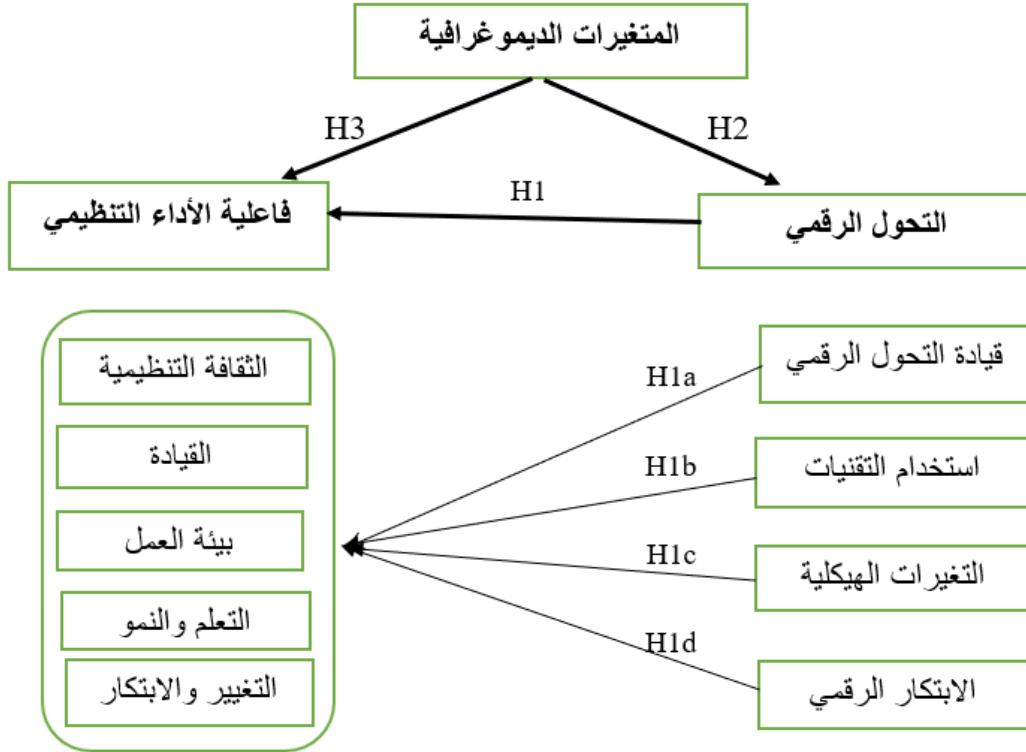 المتغيرات الديموغرافية
H3
H2
H1
فاعلية الأداء التنظيمي
التحول الرقمي
قيادة التحول الرقمي
استخدام التقنيات
التغيرات الهيكلية
الابتكار الرقمي
H1a
H1b
H1c
H1d
الثقافة التنظيمية
القيادة
بيئة العمل
التعلم والنمو
التغيير والابتكار